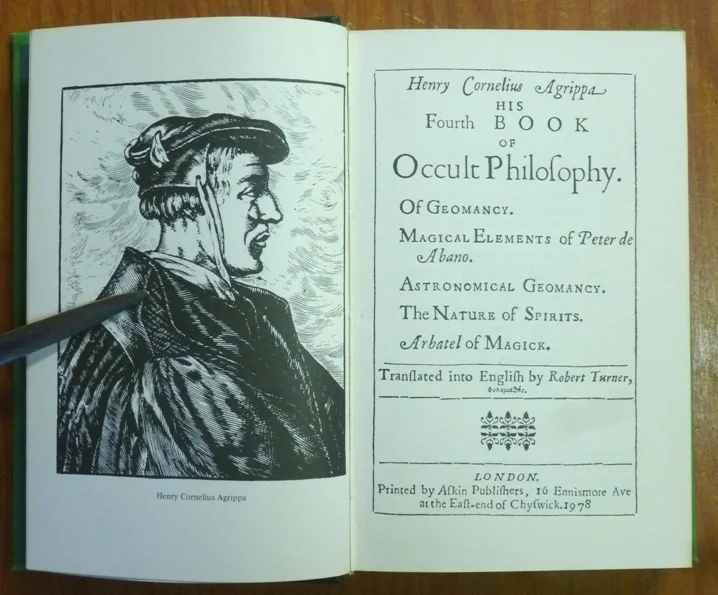 Henry Cornelius Agrippa
Henry Cornelius Agrippa
HIS
Fourth BOOK
OF
Occult Philoſophy.
Of GEOMANCY.
MAGICAL ELEMENTS of Peter de
Abano.
ASTRONOMICAL GEOMANCY.
The NATURE of SPIRITS.
Arbatel of MAGICK.
Tranſlated into Engliſh by Robert Turner,
LONDON.
Printed by Aſkin Publiſhers, 16 Ennismore Ave
at the Eaſt-end of Chyſwick.1978